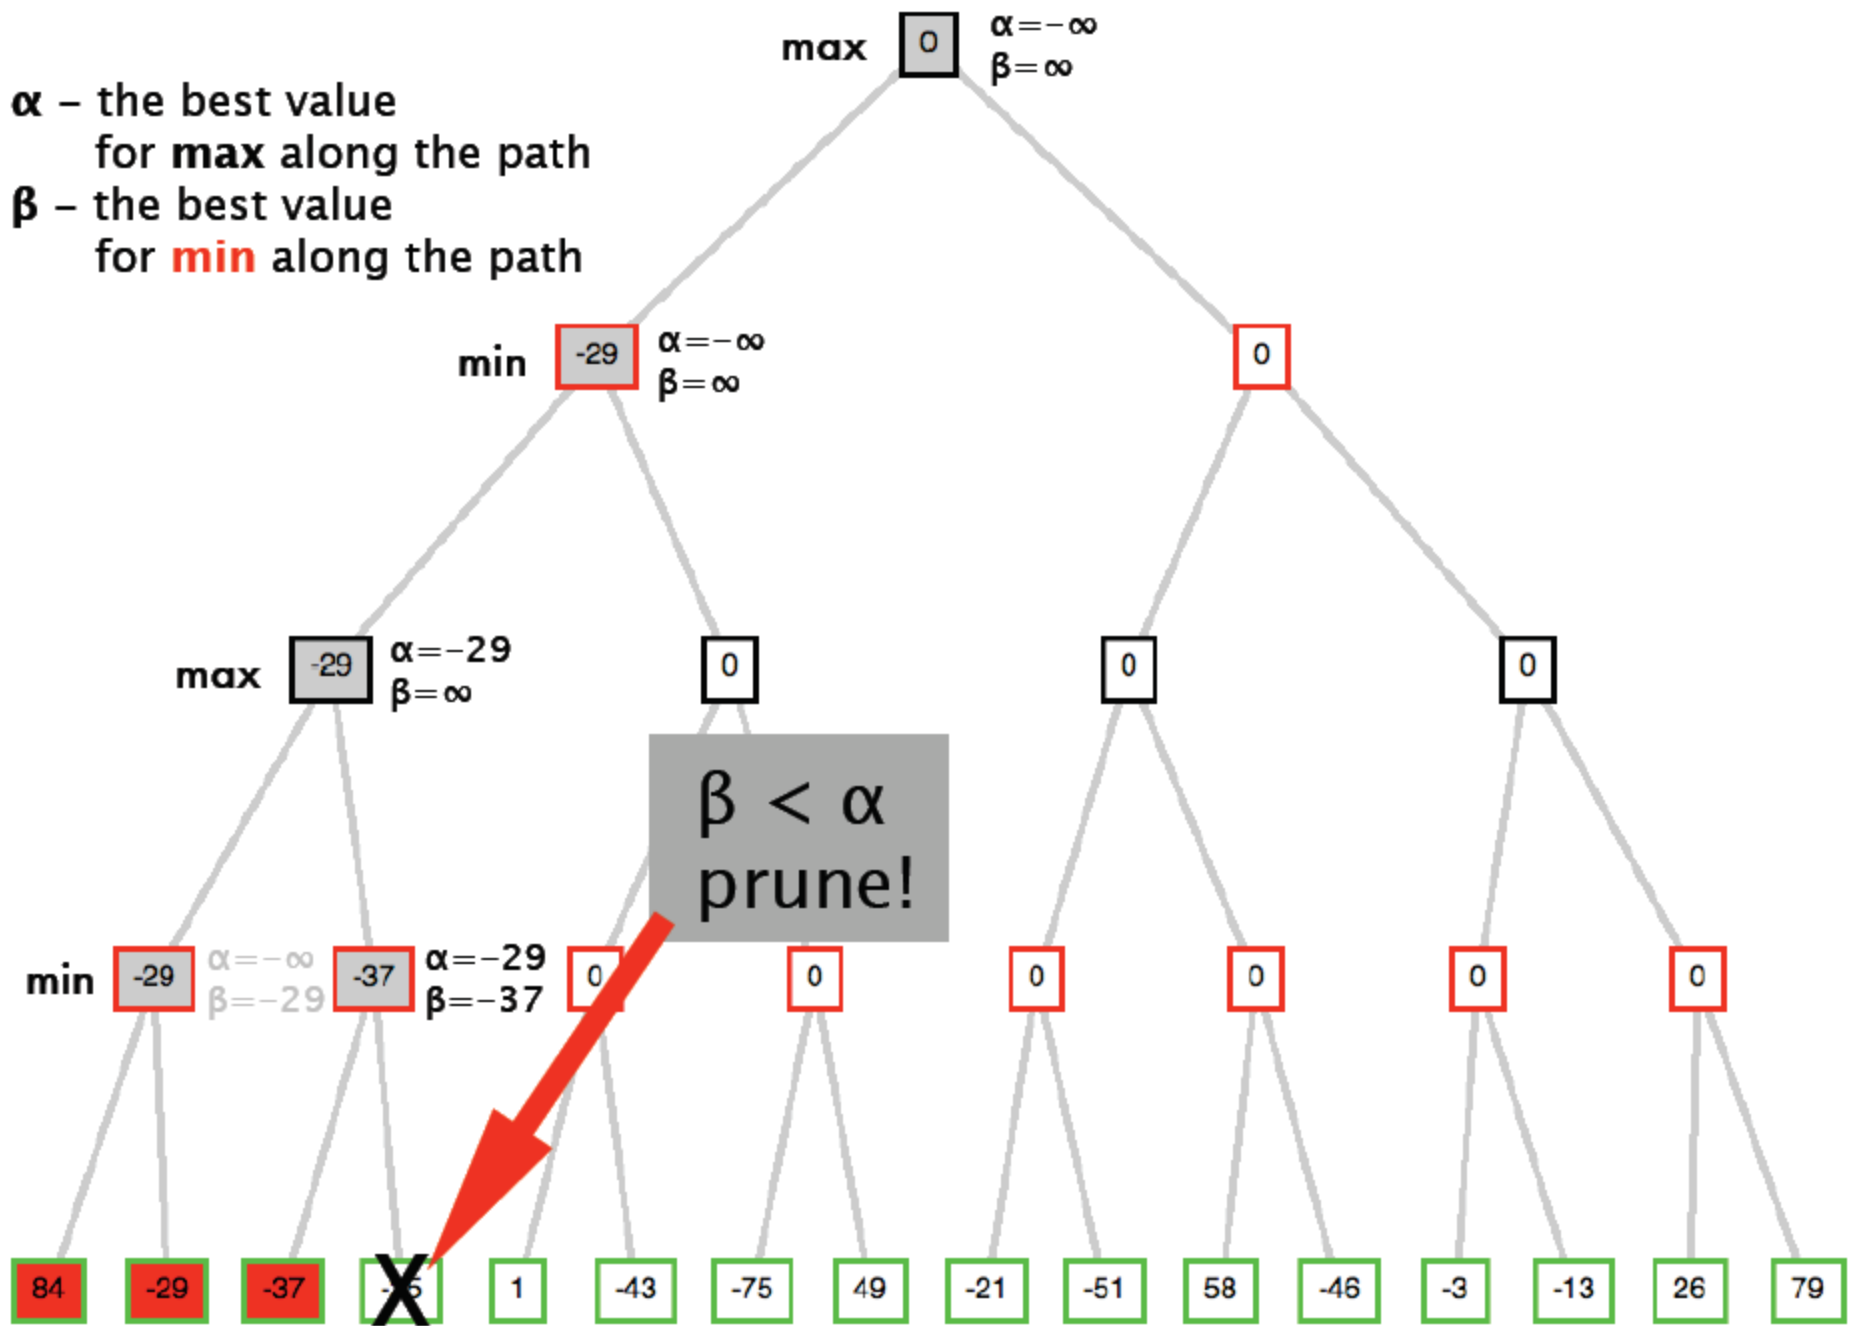 max 0 α=-∞
β=∞
α – the best value
for max along the path
β – the best value
for min along the path
min -29 α=-∞
β=∞
0
max -29 α=-29
β=∞
0 0 0
β < α
prune!
min -29 α=-∞
β=-29
-37 α=-29
β=-37
0 0 0 0 0 0
84 -29 -37 X 1 -43 -75 49 -21 -51 58 -46 -3 -13 26 79